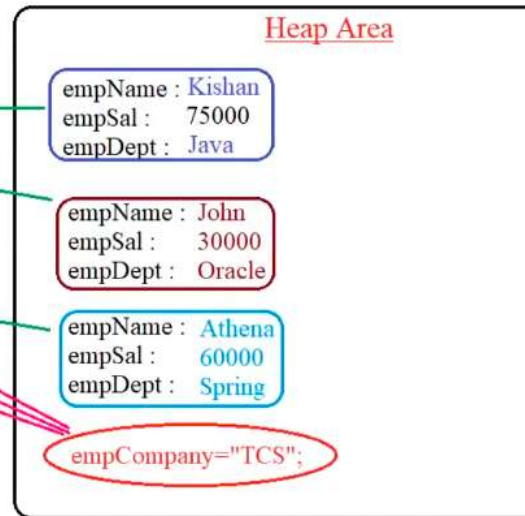 Heap Area
empName : Kishan
empSal : 75000
empDept : Java
empName : John
empSal : 30000
empDept : Oracle
empName : Athena
empSal : 60000
empDept : Spring
empCompany="TCS";